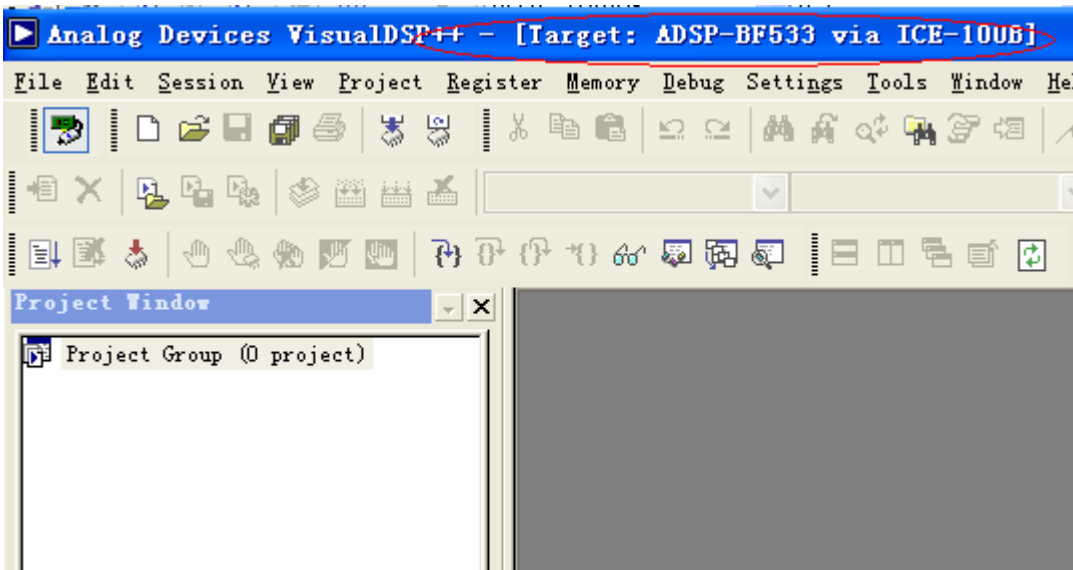 Analog Devices VisualDSP++ - [Target: ADSP-BF533 via ICE-100B]
File Edit Session View Project Register Memory Debug Settings Tools Window Hel
Project Window
Project Group (0 project)